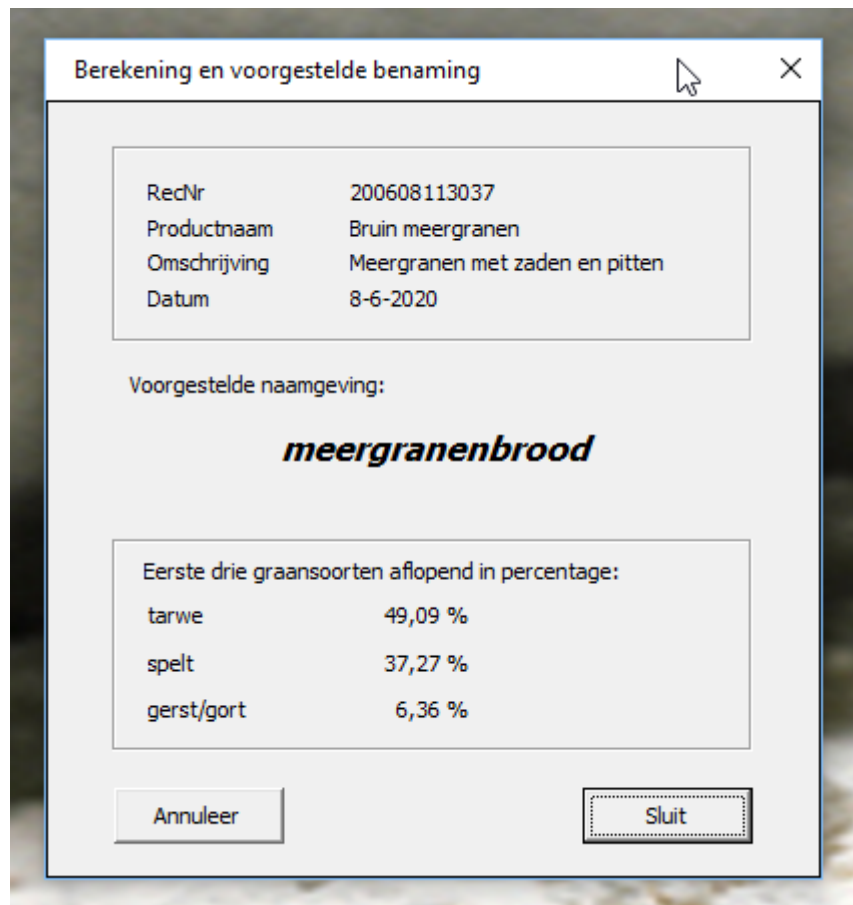 Berekening en voorgestelde benaming
RecNr 200608113037
Productnaam Bruin meergranen
Omschrijving Meergranen met zaden en pitten
Datum 8-6-2020
Voorgestelde naamgeving:
meergranenbrood
Eerste drie graansoorten aflopend in percentage:
tarwe 49,09 %
spelt 37,27 %
gerst/gort 6,36 %
Annuleer Sluit